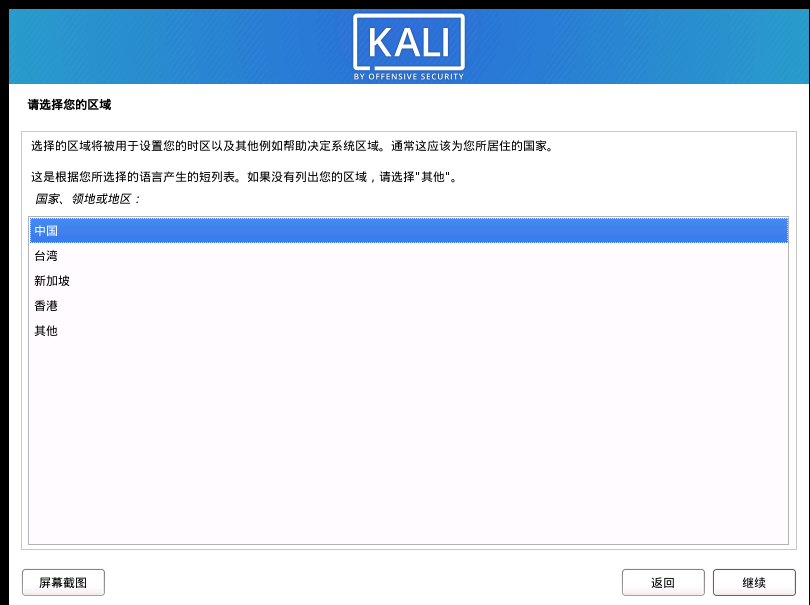 KALI
BY OFFENSIVE SECURITY
请选择您的区域
选择的区域将被用于设置您的时区以及其他例如帮助决定系统区域。通常这应该为您所居住的国家。
这是根据您所选择的语言产生的短列表。如果没有列出您的区域，请选择"其他"。
国家、领地或地区：
中国
台湾
新加坡
香港
其他
屏幕截图
返回
继续